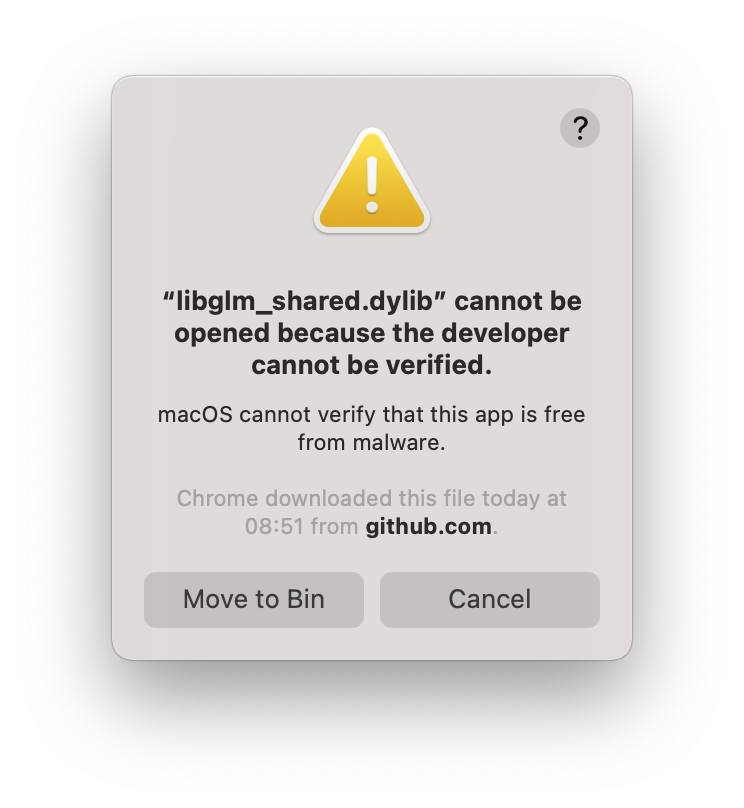 ?
“libglm_shared.dylib” cannot be
opened because the developer
cannot be verified.
macOS cannot verify that this app is free
from malware.
Chrome downloaded this file today at
08:51 from github.com.
Move to Bin
Cancel